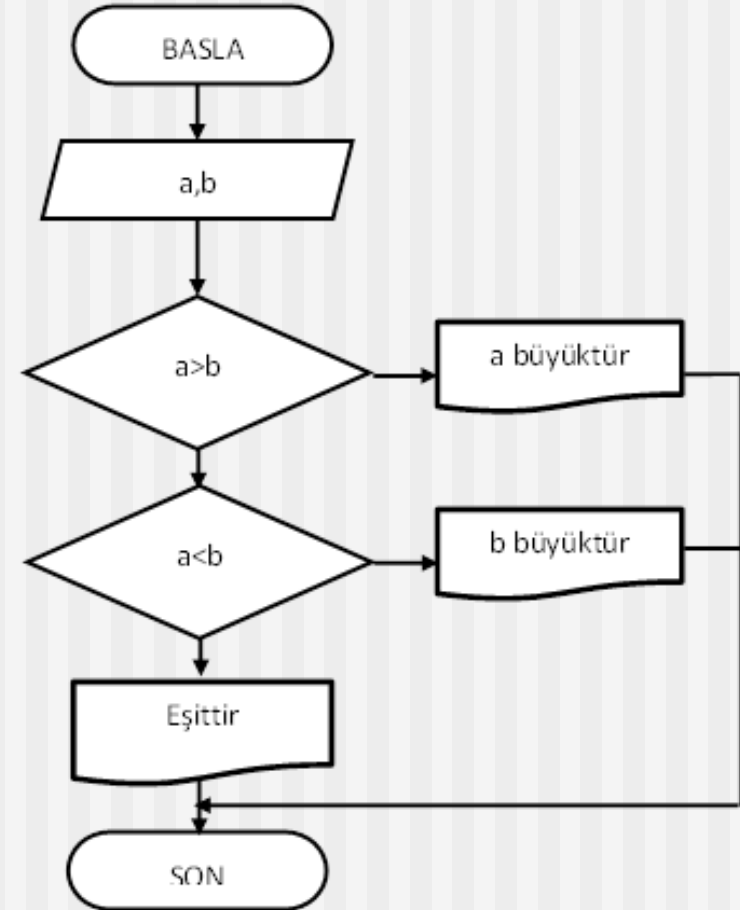 BASLA
a,b
a>b
a büyüktür
a<b
b büyüktür
Eşittir
SON